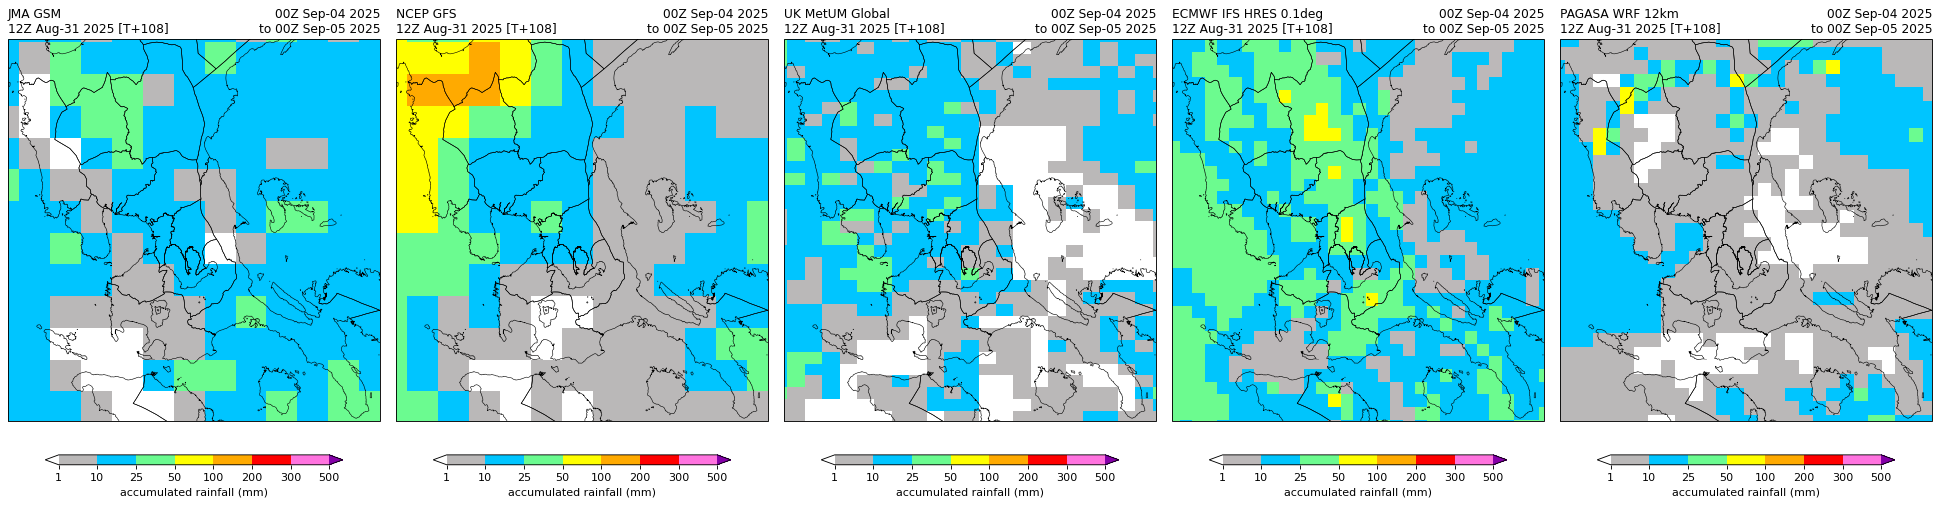 JMA GSM 00Z Sep-04 2025
12Z Aug-31 2025 [T+108] to 00Z Sep-05 2025
1 10 25 50 100 200 300 500
accumulated rainfall (mm)
NCEP GFS 00Z Sep-04 2025
12Z Aug-31 2025 [T+108] to 00Z Sep-05 2025
1 10 25 50 100 200 300 500
accumulated rainfall (mm)
UK MetUM Global 00Z Sep-04 2025
12Z Aug-31 2025 [T+108] to 00Z Sep-05 2025
1 10 25 50 100 200 300 500
accumulated rainfall (mm)
ECMWF IFS HRES 0.1deg 00Z Sep-04 2025
12Z Aug-31 2025 [T+108] to 00Z Sep-05 2025
1 10 25 50 100 200 300 500
accumulated rainfall (mm)
PAGASA WRF 12km 00Z Sep-04 2025
12Z Aug-31 2025 [T+108] to 00Z Sep-05 2025
1 10 25 50 100 200 300 500
accumulated rainfall (mm)